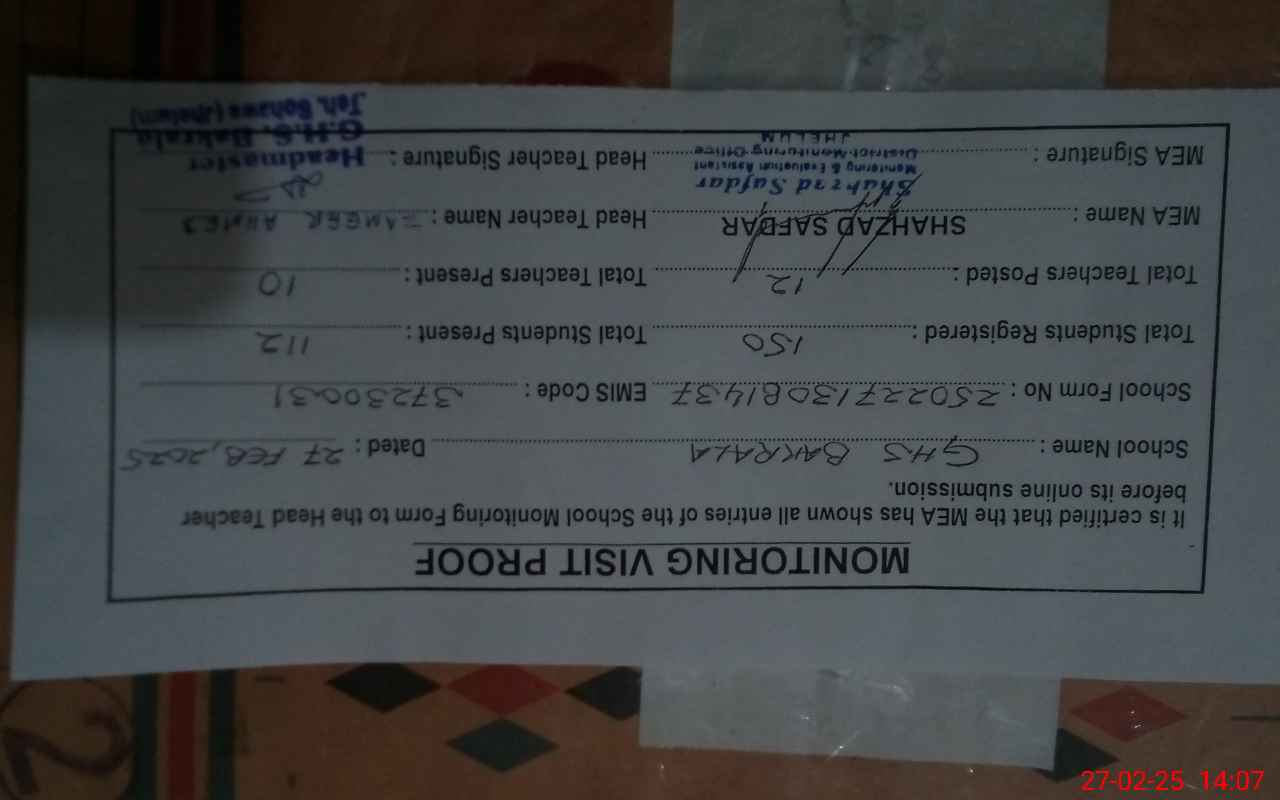 MONITORING VISIT PROOF
It is certified that the MEA has shown all entries of the School Monitoring Form to the Head Teacher
before its online submission.
School Name : GHS BAKRALA Dated : 27 FEB, 2025
School Form No : 25022713081437 EMIS Code : 37230031
Total Students Registered : 150 Total Students Present : 112
Total Teachers Posted : 12 Total Teachers Present : 10
MEA Name : SHAHZAD SAFDAR Head Teacher Name : ZAMEER AHMED
MEA Signature : Shahzad Safdar Head Teacher Signature : Headmaster
Monitoring & Evaluation Assistant G.H.S. Bakrala
District Monitoring Office Teh. Sohawa (Jhelum)
JHELUM
2
27-02-25 14:07